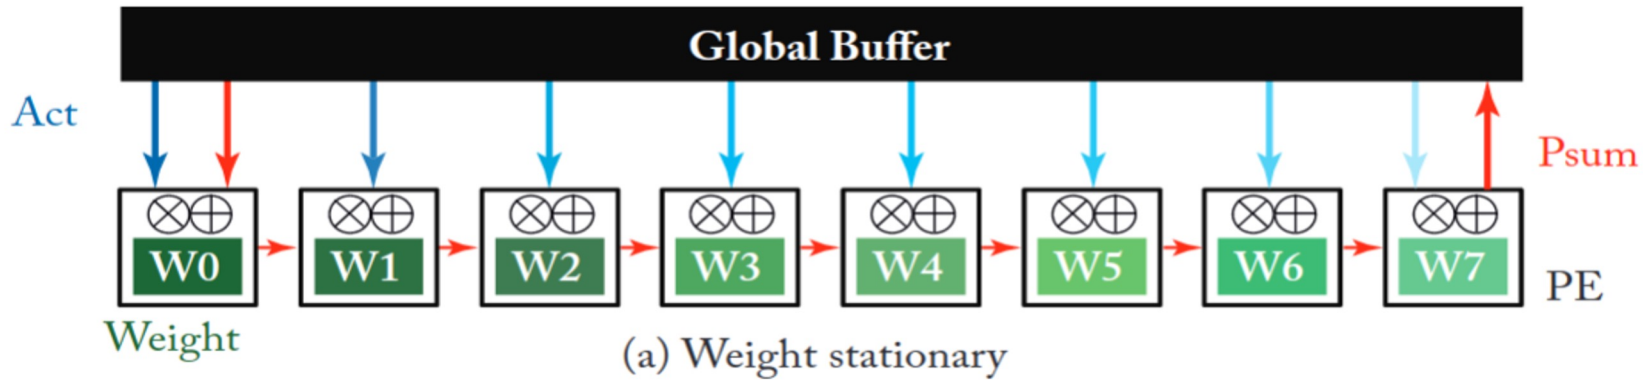 Global Buffer
Act
Psum
W0 W1 W2 W3 W4 W5 W6 W7
PE
Weight
(a) Weight stationary